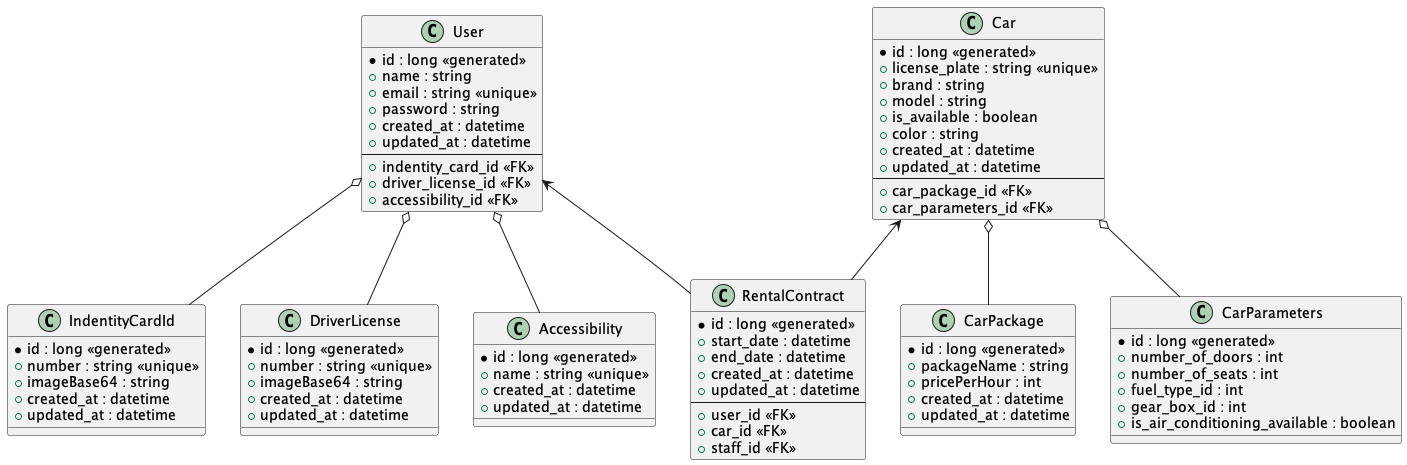 C User
id : long «generated»
name : string
email : string «unique»
password : string
created_at : datetime
updated_at : datetime
indentity_card_id «FK»
driver_license_id «FK»
accessibility_id «FK»
C Car
id : long «generated»
license_plate : string «unique»
brand : string
model : string
is_available : boolean
color : string
created_at : datetime
updated_at : datetime
car_package_id «FK»
car_parameters_id «FK»
C IndentityCardId
id : long «generated»
number : string «unique»
imageBase64 : string
created_at : datetime
updated_at : datetime
C DriverLicense
id : long «generated»
number : string «unique»
imageBase64 : string
created_at : datetime
updated_at : datetime
C Accessibility
id : long «generated»
name : string «unique»
created_at : datetime
updated_at : datetime
C RentalContract
id : long «generated»
start_date : datetime
end_date : datetime
created_at : datetime
updated_at : datetime
user_id «FK»
car_id «FK»
staff_id «FK»
C CarPackage
id : long «generated»
packageName : string
pricePerHour : int
created_at : datetime
updated_at : datetime
C CarParameters
id : long «generated»
number_of_doors : int
number_of_seats : int
fuel_type_id : int
gear_box_id : int
is_air_conditioning_available : boolean